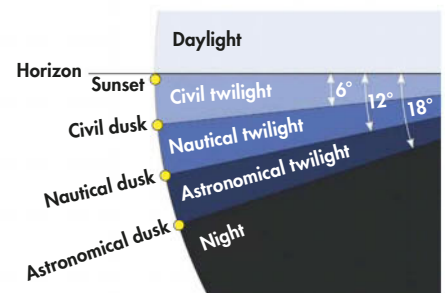 Daylight
Horizon
Sunset
Civil twilight
6°
12°
18°
Civil dusk
Nautical twilight
Nautical dusk
Astronomical twilight
Astronomical dusk
Night